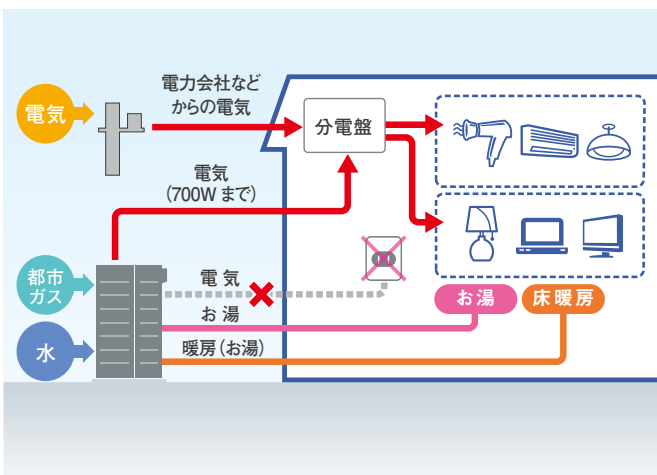 電気
電力会社など
からの電気
分電盤
電気
(700W まで)
都市
ガス
電気
お湯
お湯
床暖房
水
暖房(お湯)